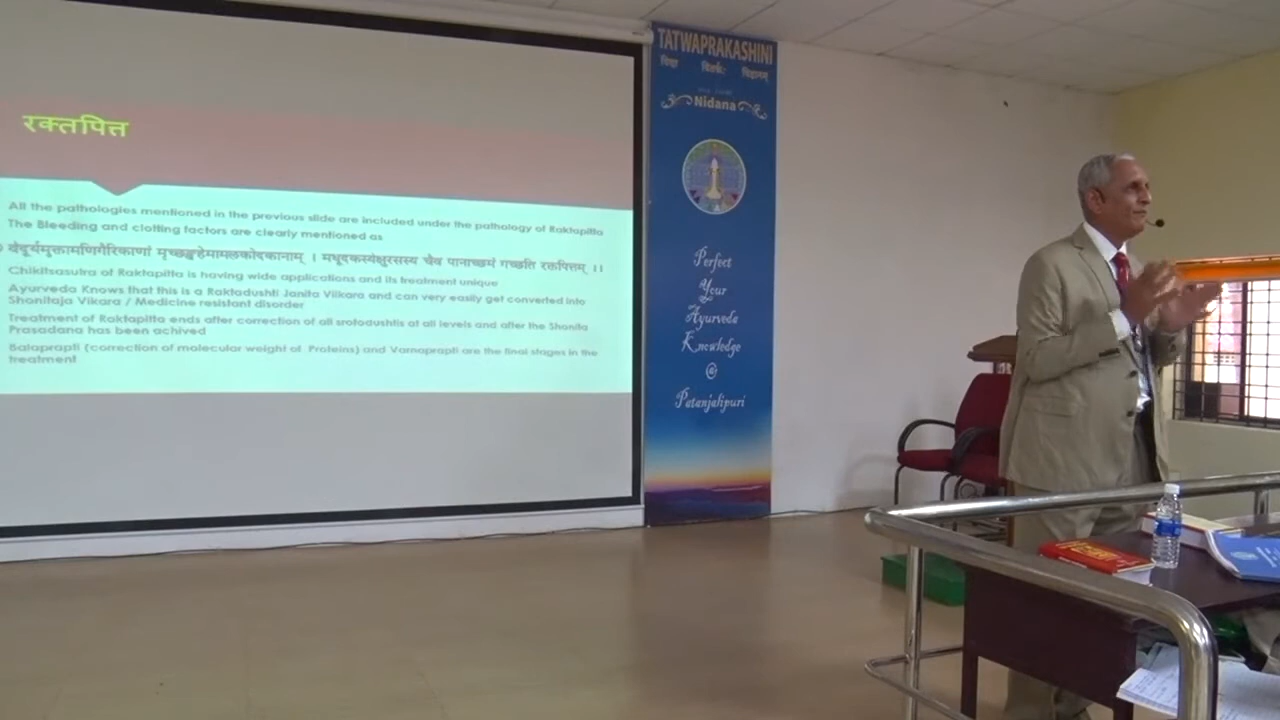 रक्तपित्त
All the pathologies mentioned in the previous slide are included under the pathology of Raktapitta
The Bleeding and clotting factors are clearly mentioned as
वैदूर्यमुक्तामणिगैरिकाणां मृच्छङ्खहेमामलकोदकानाम् । मधूदकस्येक्षुरसस्य चैव पानाच्छमं गच्छति रक्तपित्तम् ।।
Chikitsasutra of Raktapitta is having wide applications and its treatment unique
Ayurveda Knows that this is a Raktadushti Janita Viikara and can very easily get converted into
Shonitaja Vikara / Medicine resistant disorder
Treatment of Raktapitta ends after correction of all srotodushtis at all levels and after the Shonita
Prasadana has been achived
Balaprapti (correction of molecular weight of Proteins) and Varnaprapti are the final stages in the
treatment
TATWAPRAKASHINI
विद्या वितर्कः विज्ञानम्
Nidana
Perfect
Your
Ayurveda
Knowledge
@
Patanjalipuri